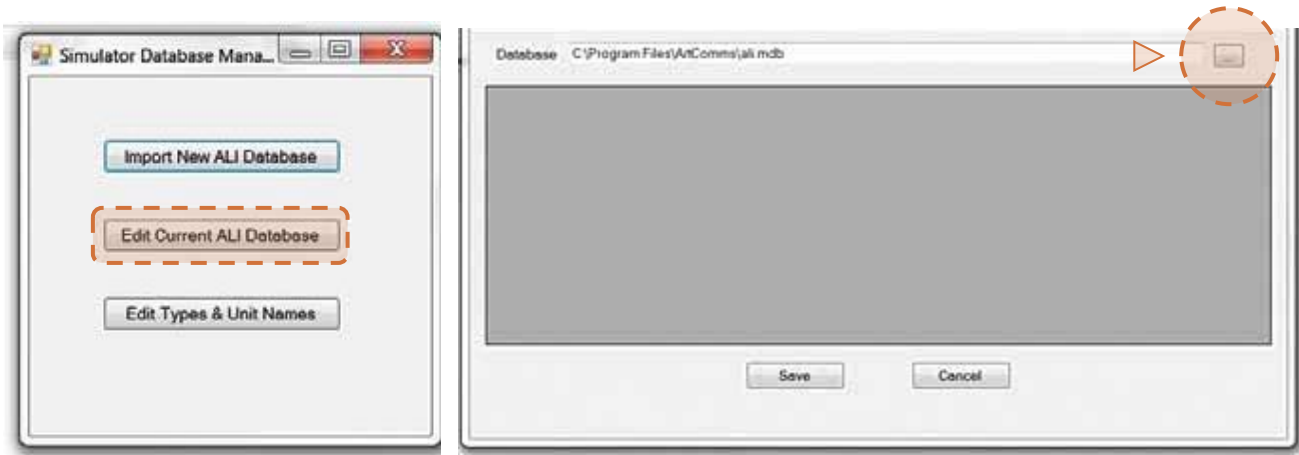 Simulator Database Mana...
Import New ALI Database
Edit Current ALI Database
Edit Types & Unit Names
Database C:\Program Files\ArtComms\ali.mdb
...
Save
Cancel